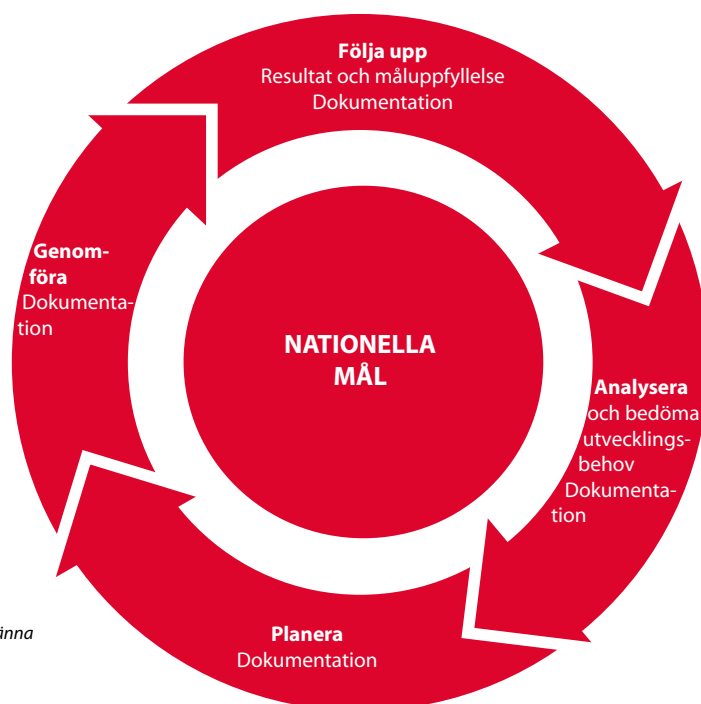 Följa upp
Resultat och måluppfyllelse
Dokumentation
Genom-
föra
Dokumenta-
tion
NATIONELLA
MÅL
Analysera
och bedöma
utvecklings-
behov
Dokumenta-
tion
Planera
Dokumentation